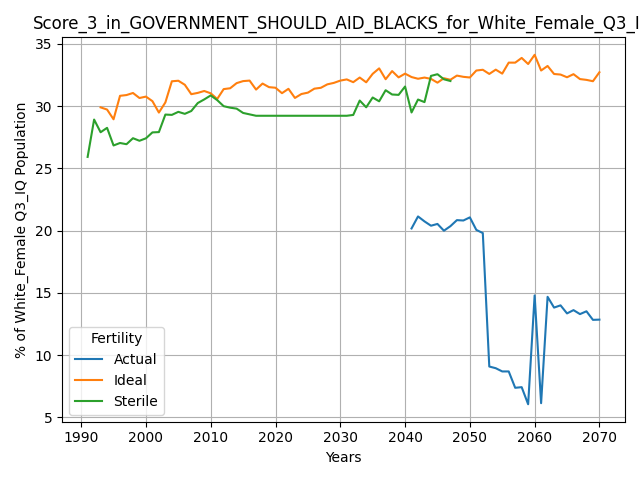 Score_3_in_GOVERNMENT_SHOULD_AID_BLACKS_for_White_Female_Q3_I
% of White_Female Q3_IQ Population
35
30
25
20
15
10
5
Fertility
Actual
Ideal
Sterile
1990 2000 2010 2020 2030 2040 2050 2060 2070
Years